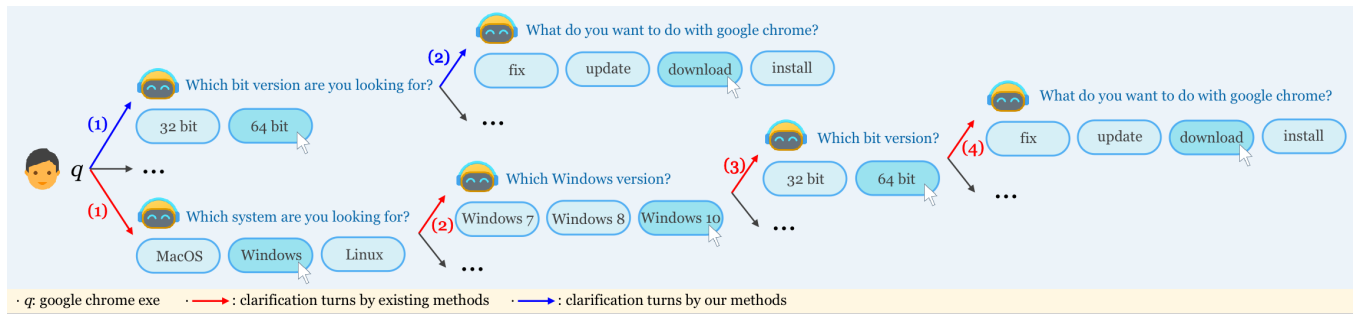 What do you want to do with google chrome?
(2)
fix update download install
Which bit version are you looking for?
...
(1)
32 bit 64 bit
What do you want to do with google chrome?
Which bit version?
(4)
fix update download install
(3)
32 bit 64 bit
q ...
Which Windows version?
...
(1)
Which system are you looking for?
(2)
Windows 7 Windows 8 Windows 10
...
MacOS Windows Linux
...
· q: google chrome exe · : clarification turns by existing methods · : clarification turns by our methods